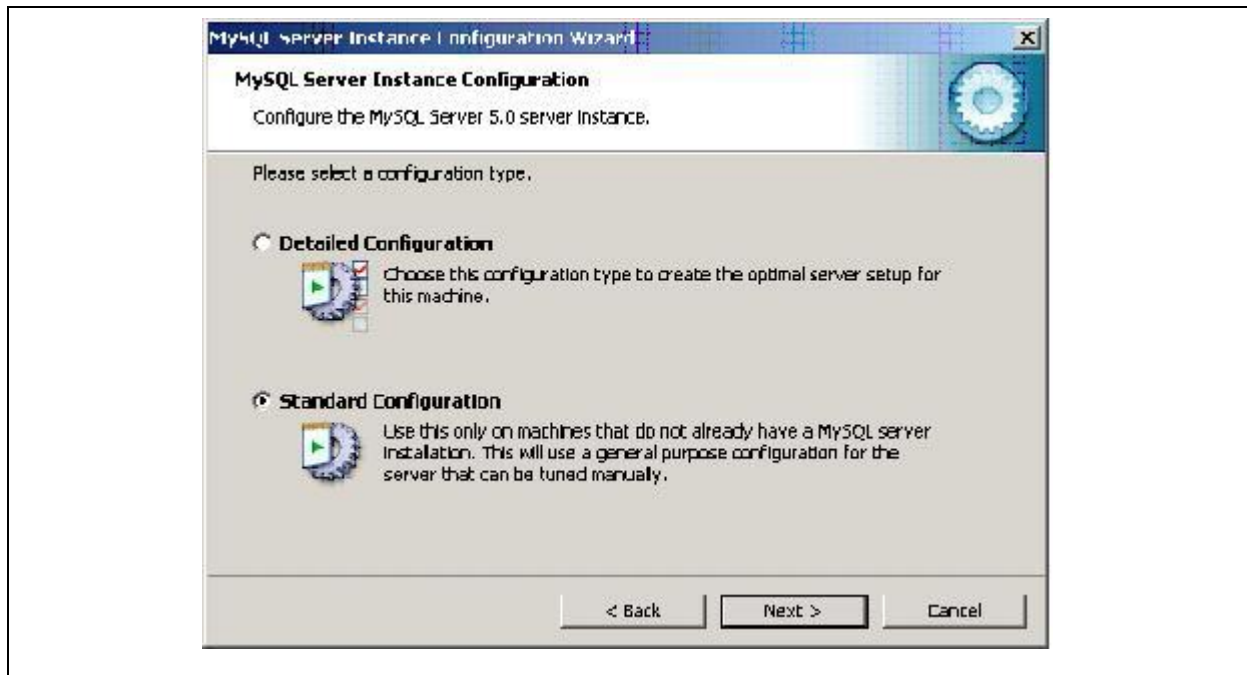 MySQL Server Instance Configuration Wizard
MySQL Server Instance Configuration
Configure the MySQL Server 5.0 server instance.
Please select a configuration type.
Detailed Configuration
Choose this configuration type to create the optimal server setup for
this machine.
Standard Configuration
Use this only on machines that do not already have a MySQL server
installation. This will use a general purpose configuration for the
server that can be tuned manually.
< Back
Next >
Cancel